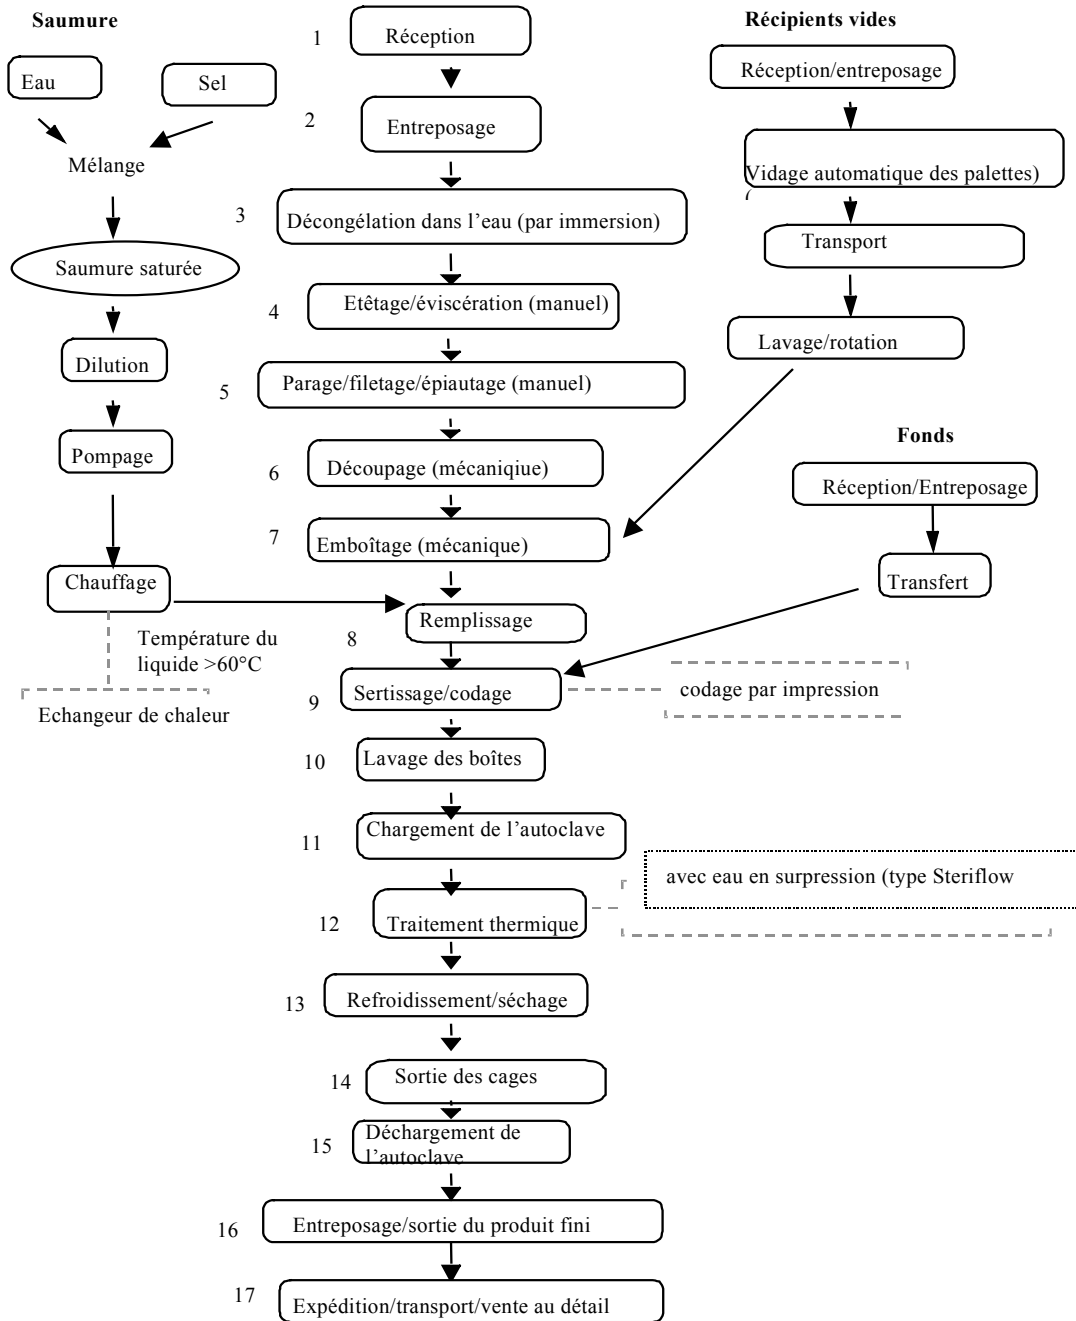 Saumure
Récipients vides
1
Réception
Eau
Sel
Réception/entreposage
2
Entreposage
Mélange
Vidage automatique des palettes)
(
3
Décongélation dans l'eau (par immersion)
Transport
Saumure saturée
4
Etêtage/éviscération (manuel)
Lavage/rotation
Dilution
5
Parage/filetage/épiautage (manuel)
Fonds
Pompage
6
Découpage (mécaniqiue)
Réception/Entreposage
7
Emboîtage (mécanique)
Chauffage
Transfert
8
Remplissage
Température du
liquide >60°C
Echangeur de chaleur
9
Sertissage/codage
codage par impression
10
Lavage des boîtes
11
Chargement de l'autoclave
avec eau en surpression (type Steriflow
12
Traitement thermique
13
Refroidissement/séchage
14
Sortie des cages
15
Déchargement de
l'autoclave
16
Entreposage/sortie du produit fini
17
Expédition/transport/vente au détail